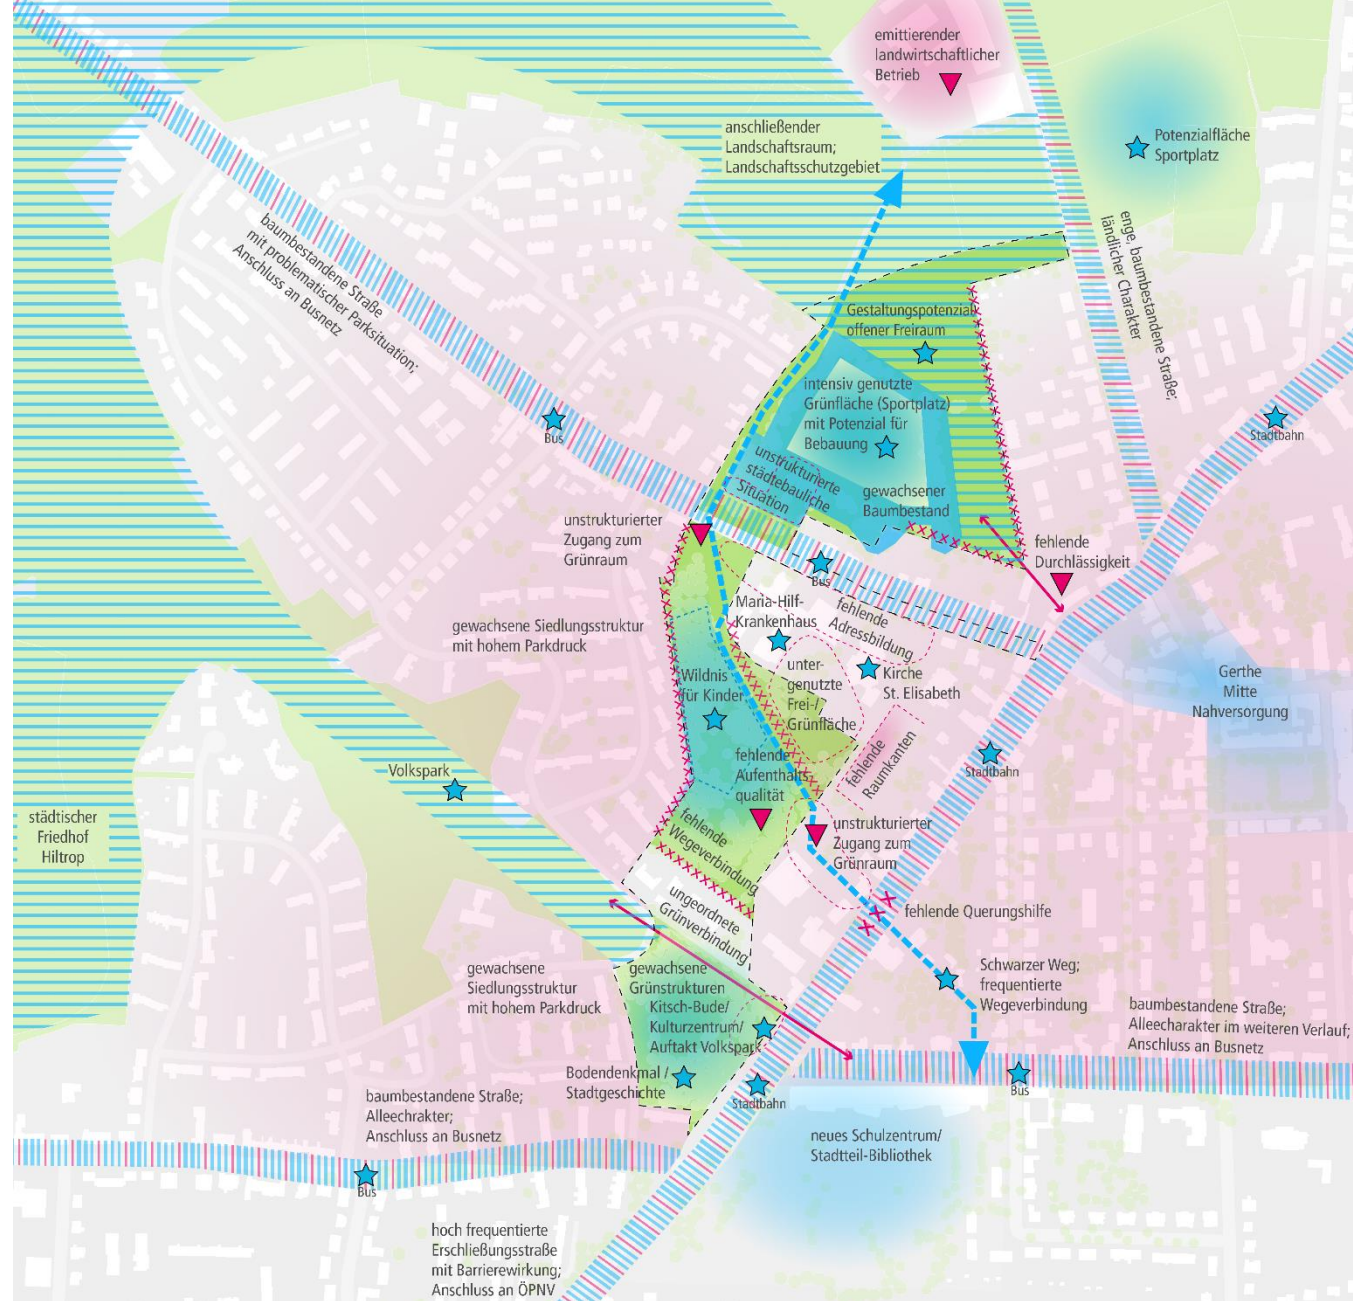 emittierender
landwirtschaftlicher
Betrieb
anschließender
Landschaftsraum;
Landschaftsschutzgebiet
Potenzialfläche
Sportplatz
enge, baumbestandene Straße;
ländlicher Charakter
baumbestandene Straße
mit problematischer Parksituation;
Anschluss an Busnetz
Gestaltungspotenzial
offener Freiraum
intensiv genutzte
Grünfläche (Sportplatz)
mit Potenzial für
Bebauung
Bus
Stadtbahn
unstrukturierte
städtebauliche
Situation
gewachsener
Baumbestand
unstrukturierter
Zugang zum
Grünraum
fehlende
Durchlässigkeit
Bus
Maria-Hilf-
Krankenhaus
fehlende
Adressbildung
gewachsene Siedlungsstruktur
mit hohem Parkdruck
unter-
genutzte
Frei-/
Grünfläche
Kirche
St. Elisabeth
Wildnis
für Kinder
Gerthe
Mitte
Nahversorgung
fehlende
Raumkanten
fehlende
Aufenthalts
qualität
Stadtbahn
Volkspark
städtischer
Friedhof
Hiltrop
fehlende
Wegeverbindung
unstrukturierter
Zugang zum
Grünraum
ungeordnete
Grünverbindung
fehlende Querungshilfe
gewachsene
Siedlungsstruktur
mit hohem Parkdruck
gewachsene
Grünstrukturen
Kitsch-Bude/
Kulturzentrum/
Auftakt Volkspark
Schwarzer Weg;
frequentierte
Wegeverbindung
baumbestandene Straße;
Alleecharakter im weiteren Verlauf;
Anschluss an Busnetz
Bodendenkmal /
Stadtgeschichte
Stadtbahn
Bus
baumbestandene Straße;
Alleechrakter;
Anschluss an Busnetz
neues Schulzentrum/
Stadtteil-Bibliothek
Bus
hoch frequentierte
Erschließungsstraße
mit Barrierewirkung;
Anschluss an ÖPNV